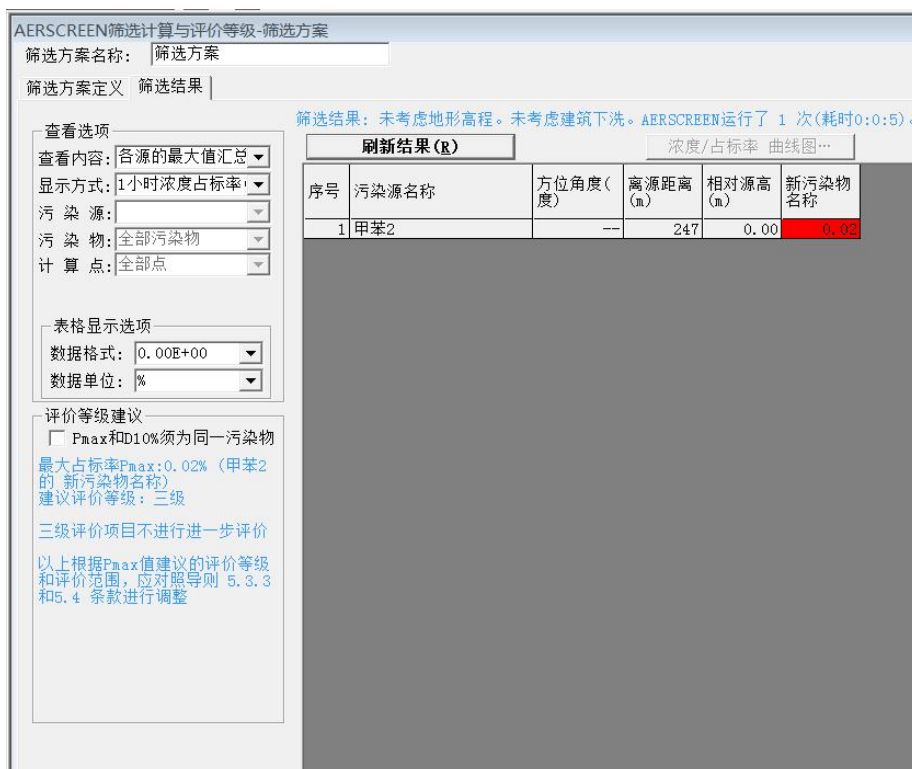 AERSCREEN筛选计算与评价等级-筛选方案
筛选方案名称: 筛选方案
筛选方案定义 筛选结果
筛选结果: 未考虑地形高程。未考虑建筑下洗。AERSCREEN运行了 1 次(耗时0:0:5)。
查看选项
查看内容: 各源的最大值汇总
显示方式: 1小时浓度占标率
污 染 源:
污 染 物: 全部污染物
计 算 点: 全部点
刷新结果(R)
浓度/占标率 曲线图…
序号 污染源名称 方位角度(度) 离源距离(m) 相对源高(m) 新污染物名称
1 甲苯2 -- 247 0.00 0.02
表格显示选项
数据格式: 0.00E+00
数据单位: %
评价等级建议
Pmax和D10%须为同一污染物
最大占标率Pmax:0.02% (甲苯2
的 新污染物名称)
建议评价等级: 三级
三级评价项目不进行进一步评价
以上根据Pmax值建议的评价等级
和评价范围,应对照导则 5.3.3
和5.4 条款进行调整